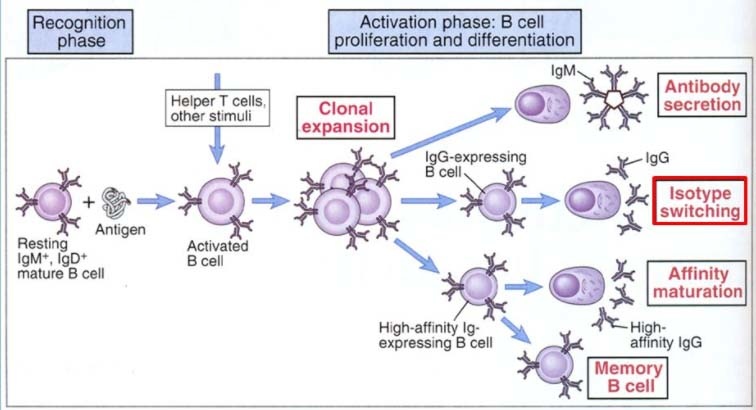 Recognition
phase
Activation phase: B cell
proliferation and differentiation
Helper T cells,
other stimuli
Clonal
expansion
IgM
Antibody
secretion
IgG-expressing
B cell
IgG
Isotype
switching
+
Antigen
Resting
IgM⁺, IgD⁺
mature B cell
Activated
B cell
Affinity
maturation
High-affinity Ig-
expressing B cell
High-
affinity IgG
Memory
B cell